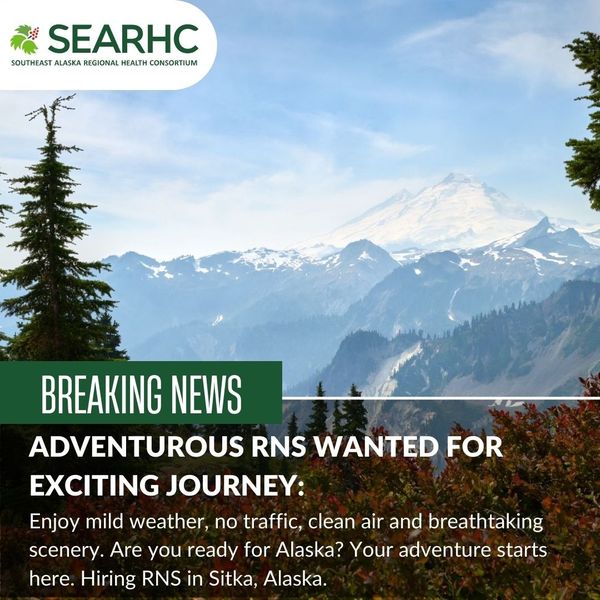 SEARHC
SOUTHEAST ALASKA REGIONAL HEALTH CONSORTIUM
BREAKING NEWS
ADVENTUROUS RNS WANTED FOR
EXCITING JOURNEY:
Enjoy mild weather, no traffic, clean air and breathtaking
scenery. Are you ready for Alaska? Your adventure starts
here. Hiring RNS in Sitka, Alaska.